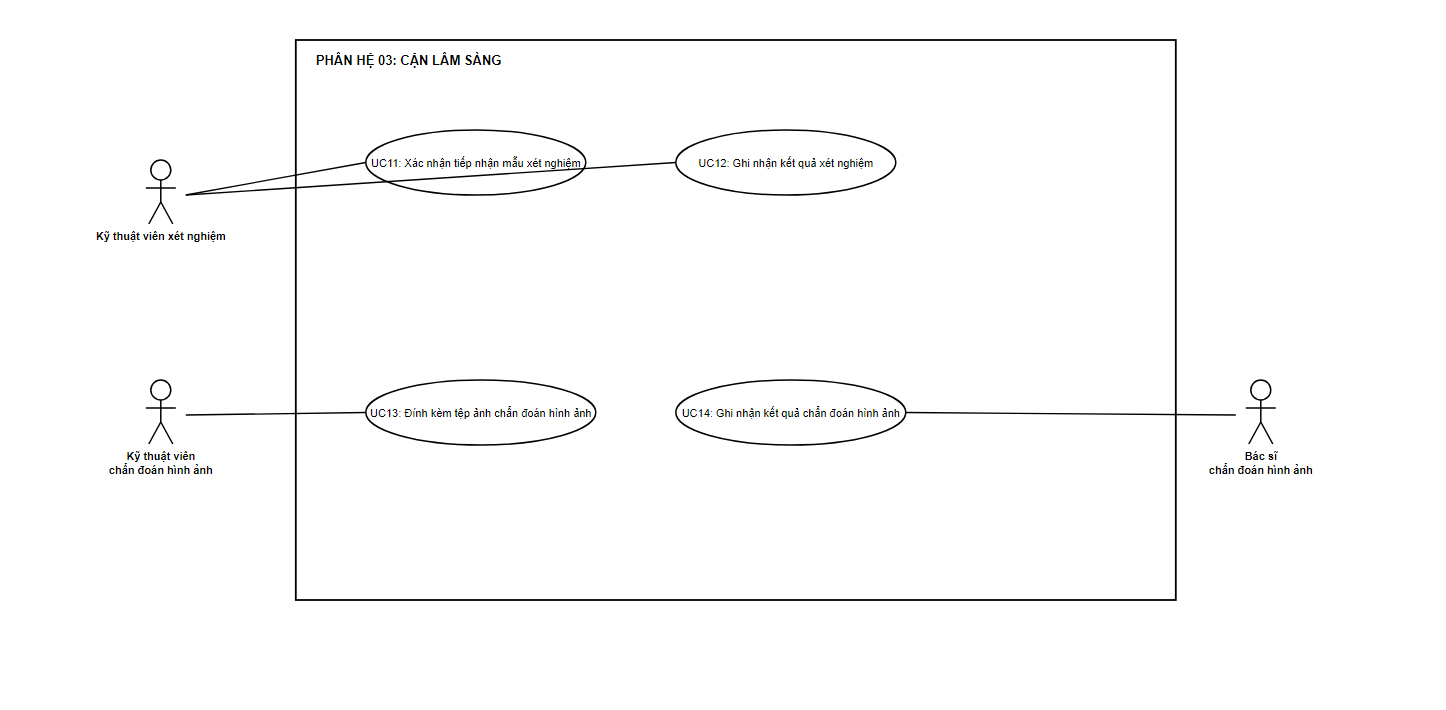 PHÂN HỆ 03: CẬN LÂM SÀNG
UC11: Xác nhận tiếp nhận mẫu xét nghiệm
UC12: Ghi nhận kết quả xét nghiệm
Kỹ thuật viên xét nghiệm
UC13: Đính kèm tệp ảnh chẩn đoán hình ảnh
UC14: Ghi nhận kết quả chẩn đoán hình ảnh
Kỹ thuật viên
chẩn đoán hình ảnh
Bác sĩ
chẩn đoán hình ảnh